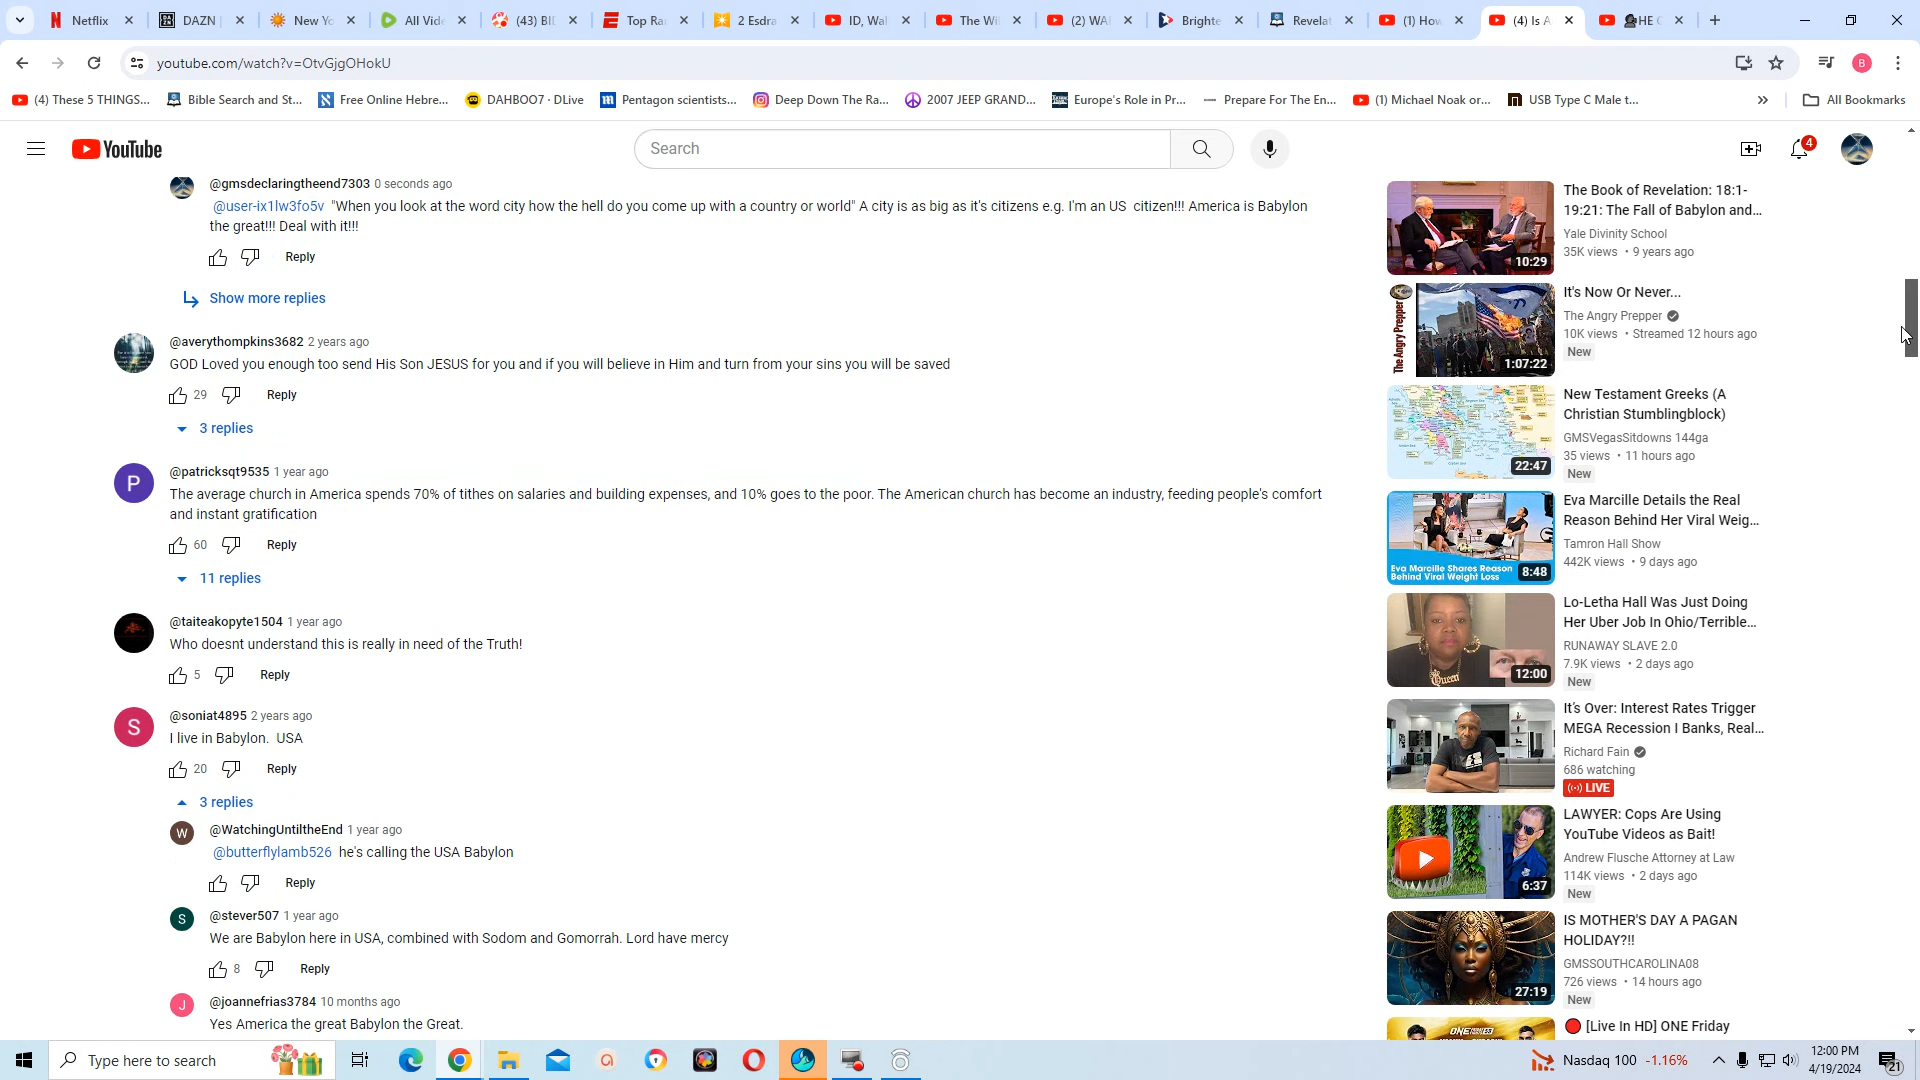 Netflix
DAZN |
New Yo
All Vide
(43) BI
Top Ra
2 Esdra
ID, Wal
The Wi
(2) WA
Brighte
Revelat
(1) How
(4) Is A
HE
youtube.com/watch?v=OtvGjgOHokU
B
(4) These 5 THINGS...
Bible Search and St...
Free Online Hebre...
DAHBOO7 · DLive
Pentagon scientists...
Deep Down The Ra...
2007 JEEP GRAND...
Europe's Role in Pr...
Prepare For The En...
(1) Michael Noak or...
USB Type C Male t...
All Bookmarks
YouTube
Search
4
@gmsdeclaringtheend7303 0 seconds ago
@user-ix1lw3fo5v "When you look at the word city how the hell do you come up with a country or world" A city is as big as it's citizens e.g. I'm an US citizen!!! America is Babylon
the great!!! Deal with it!!!
Reply
Show more replies
@averythompkins3682 2 years ago
GOD Loved you enough too send His Son JESUS for you and if you will believe in Him and turn from your sins you will be saved
29 Reply
3 replies
P
@patricksqt9535 1 year ago
The average church in America spends 70% of tithes on salaries and building expenses, and 10% goes to the poor. The American church has become an industry, feeding people's comfort
and instant gratification
60 Reply
11 replies
@taiteakopyte1504 1 year ago
Who doesnt understand this is really in need of the Truth!
5 Reply
S
@soniat4895 2 years ago
I live in Babylon. USA
20 Reply
3 replies
W
@WatchingUntiltheEnd 1 year ago
@butterflylamb526 he's calling the USA Babylon
Reply
S
@stever507 1 year ago
We are Babylon here in USA, combined with Sodom and Gomorrah. Lord have mercy
8 Reply
J
@joannefrias3784 10 months ago
Yes America the great Babylon the Great.
10:29
The Book of Revelation: 18:1-
19:21: The Fall of Babylon and...
Yale Divinity School
35K views • 9 years ago
The Angry Prepper
1:07:22
It's Now Or Never...
The Angry Prepper
10K views • Streamed 12 hours ago
New
22:47
New Testament Greeks (A
Christian Stumblingblock)
GMSVegasSitdowns 144ga
35 views • 11 hours ago
New
Eva Marcille Shares Reason
Behind Viral Weight Loss
8:48
Eva Marcille Details the Real
Reason Behind Her Viral Weig...
Tamron Hall Show
442K views • 9 days ago
Queen
12:00
Lo-Letha Hall Was Just Doing
Her Uber Job In Ohio/Terrible...
RUNAWAY SLAVE 2.0
7.9K views • 2 days ago
New
It's Over: Interest Rates Trigger
MEGA Recession I Banks, Real...
Richard Fain
686 watching
LIVE
6:37
LAWYER: Cops Are Using
YouTube Videos as Bait!
Andrew Flusche Attorney at Law
114K views • 2 days ago
New
27:19
IS MOTHER'S DAY A PAGAN
HOLIDAY?!!
GMSSOUTHCAROLINA08
726 views • 14 hours ago
New
ONE
[Live In HD] ONE Friday
Type here to search
Nasdaq 100 -1.16%
12:00 PM
4/19/2024
21